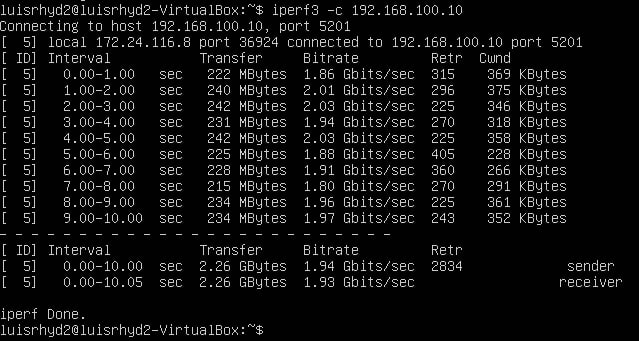 luisrhyd2@luisrhyd2-VirtualBox:~$ iperf3 -c 192.168.100.10
Connecting to host 192.168.100.10, port 5201
[  5] local 172.24.116.8 port 36924 connected to 192.168.100.10 port 5201
[ ID] Interval           Transfer     Bitrate         Retr  Cwnd
[  5]   0.00-1.00   sec   222 MBytes  1.86 Gbits/sec  315    369 KBytes
[  5]   1.00-2.00   sec   240 MBytes  2.01 Gbits/sec  296    375 KBytes
[  5]   2.00-3.00   sec   242 MBytes  2.03 Gbits/sec  225    346 KBytes
[  5]   3.00-4.00   sec   231 MBytes  1.94 Gbits/sec  270    318 KBytes
[  5]   4.00-5.00   sec   242 MBytes  2.03 Gbits/sec  225    358 KBytes
[  5]   5.00-6.00   sec   225 MBytes  1.88 Gbits/sec  405    228 KBytes
[  5]   6.00-7.00   sec   228 MBytes  1.91 Gbits/sec  360    266 KBytes
[  5]   7.00-8.00   sec   215 MBytes  1.80 Gbits/sec  270    291 KBytes
[  5]   8.00-9.00   sec   234 MBytes  1.96 Gbits/sec  225    361 KBytes
[  5]   9.00-10.00  sec   234 MBytes  1.97 Gbits/sec  243    352 KBytes
- - - - - - - - - - - - - - - - - - - - - - - - -
[ ID] Interval           Transfer     Bitrate         Retr
[  5]   0.00-10.00  sec  2.26 GBytes  1.94 Gbits/sec  2834             sender
[  5]   0.00-10.05  sec  2.26 GBytes  1.93 Gbits/sec                  receiver

iperf Done.
luisrhyd2@luisrhyd2-VirtualBox:~$